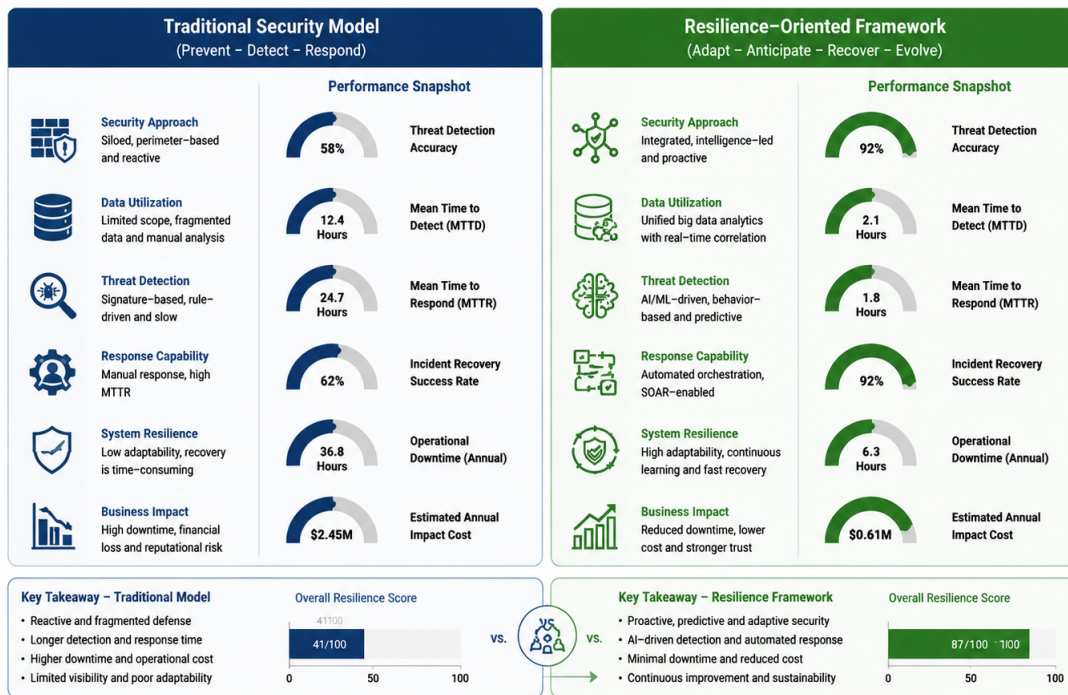 Traditional Security Model
(Prevent – Detect – Respond)
Performance Snapshot
Security Approach
Siloed, perimeter–based
and reactive
58%
Threat Detection
Accuracy
Data Utilization
Limited scope, fragmented
data and manual analysis
12.4
Hours
Mean Time to
Detect (MTTD)
Threat Detection
Signature–based, rule–
driven and slow
24.7
Hours
Mean Time to
Respond (MTTR)
Response Capability
Manual response, high
MTTR
62%
Incident Recovery
Success Rate
System Resilience
Low adaptability, recovery
is time–consuming
36.8
Hours
Operational
Downtime (Annual)
Business Impact
High downtime, financial
loss and reputational risk
$2.45M
Estimated Annual
Impact Cost
Resilience–Oriented Framework
(Adapt – Anticipate – Recover – Evolve)
Performance Snapshot
Security Approach
Integrated, intelligence–led
and proactive
92%
Threat Detection
Accuracy
Data Utilization
Unified big data analytics
with real–time correlation
2.1
Hours
Mean Time to
Detect (MTTD)
Threat Detection
AI/ML–driven, behavior–
based and predictive
1.8
Hours
Mean Time to
Respond (MTTR)
Response Capability
Automated orchestration,
SOAR–enabled
92%
Incident Recovery
Success Rate
System Resilience
High adaptability, continuous
learning and fast recovery
6.3
Hours
Operational
Downtime (Annual)
Business Impact
Reduced downtime, lower
cost and stronger trust
$0.61M
Estimated Annual
Impact Cost
Key Takeaway – Traditional Model
• Reactive and fragmented defense
• Longer detection and response time
• Higher downtime and operational cost
• Limited visibility and poor adaptability
Overall Resilience Score
41/100
0 50 100
vs.
vs.
Key Takeaway – Resilience Framework
• Proactive, predictive and adaptive security
• AI–driven detection and automated response
• Minimal downtime and reduced cost
• Continuous improvement and sustainability
Overall Resilience Score
87/100
0 50 100